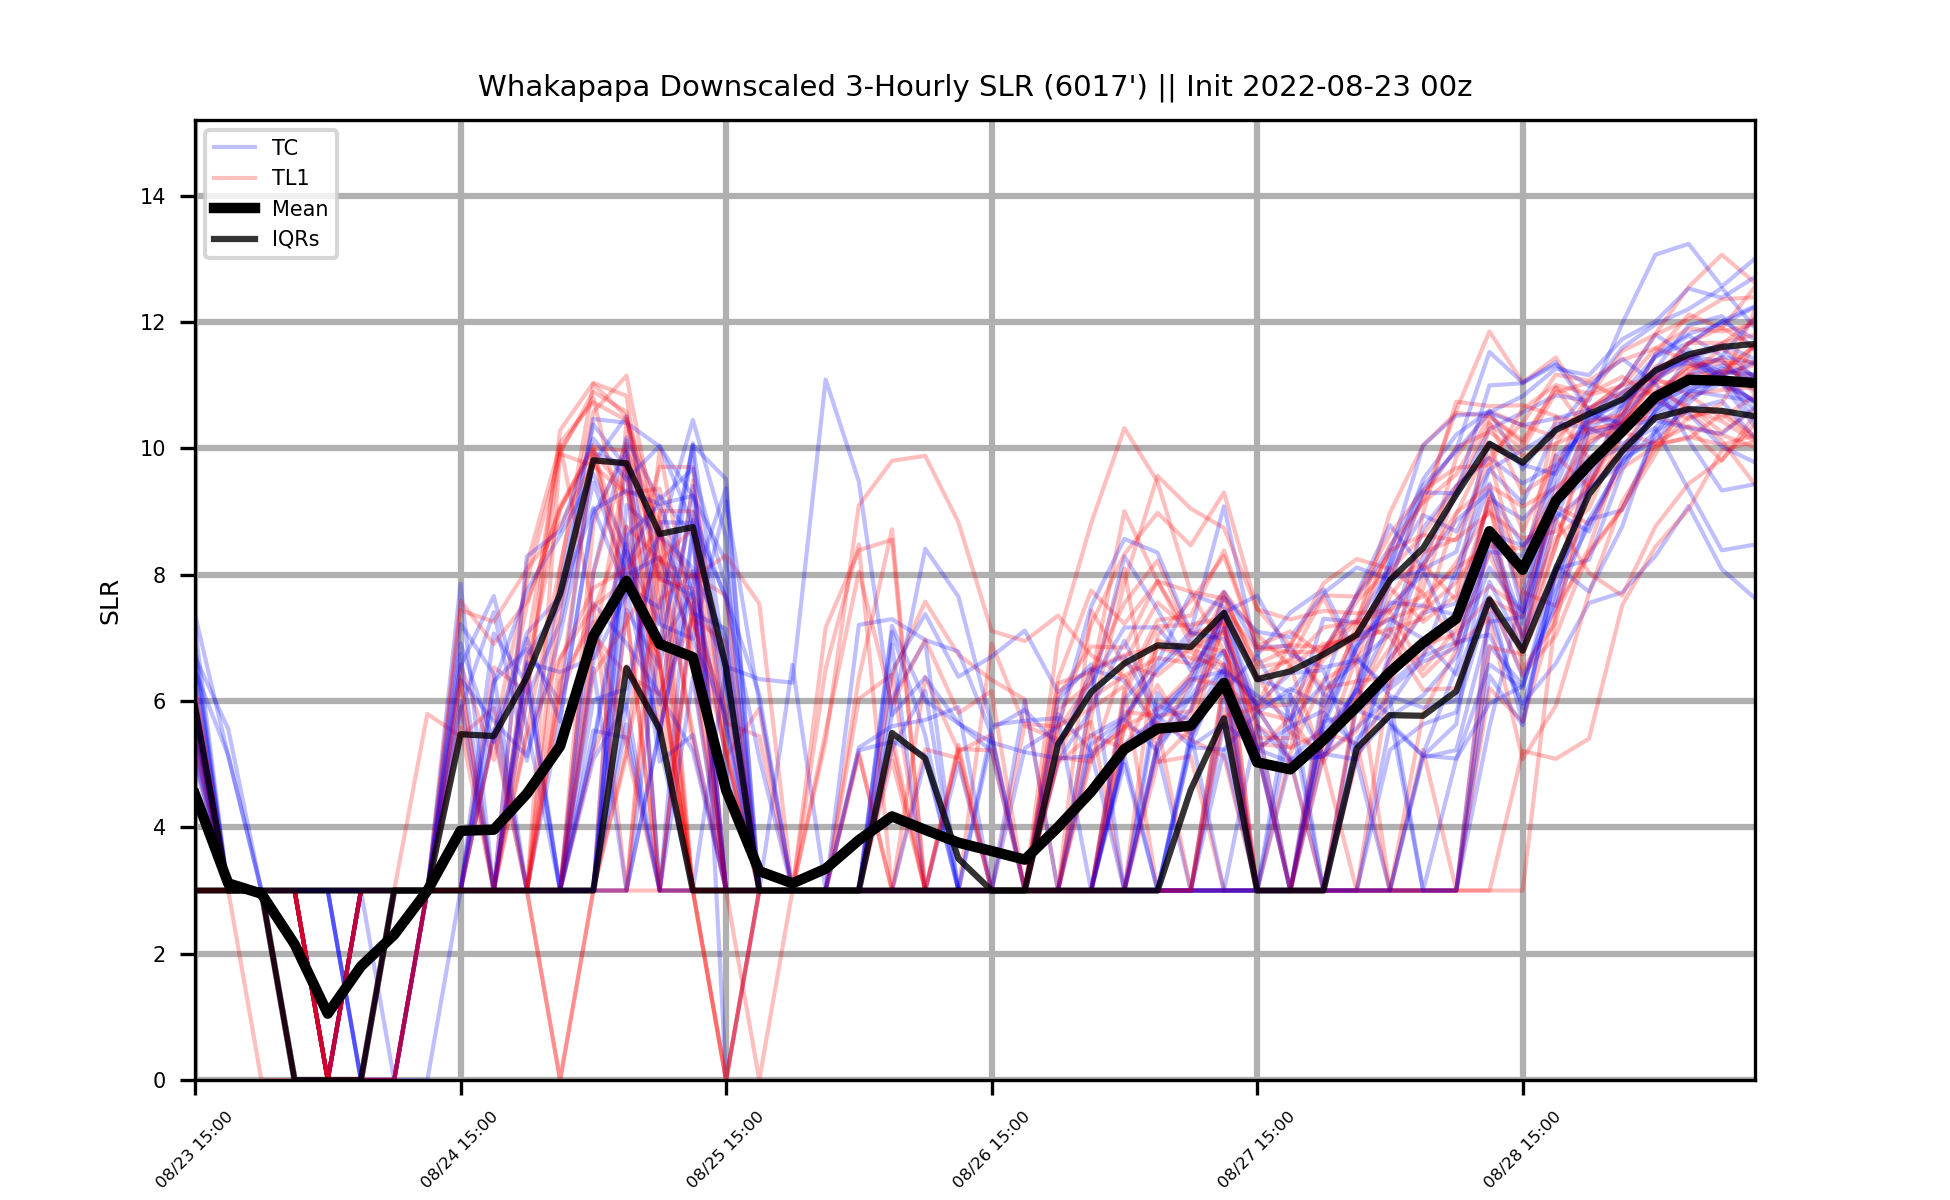 Whakapapa Downscaled 3-Hourly SLR (6017') || Init 2022-08-23 00z
TC
TL1
Mean
IQRs
SLR
14
12
10
8
6
4
2
0
08/23 15:00
08/24 15:00
08/25 15:00
08/26 15:00
08/27 15:00
08/28 15:00